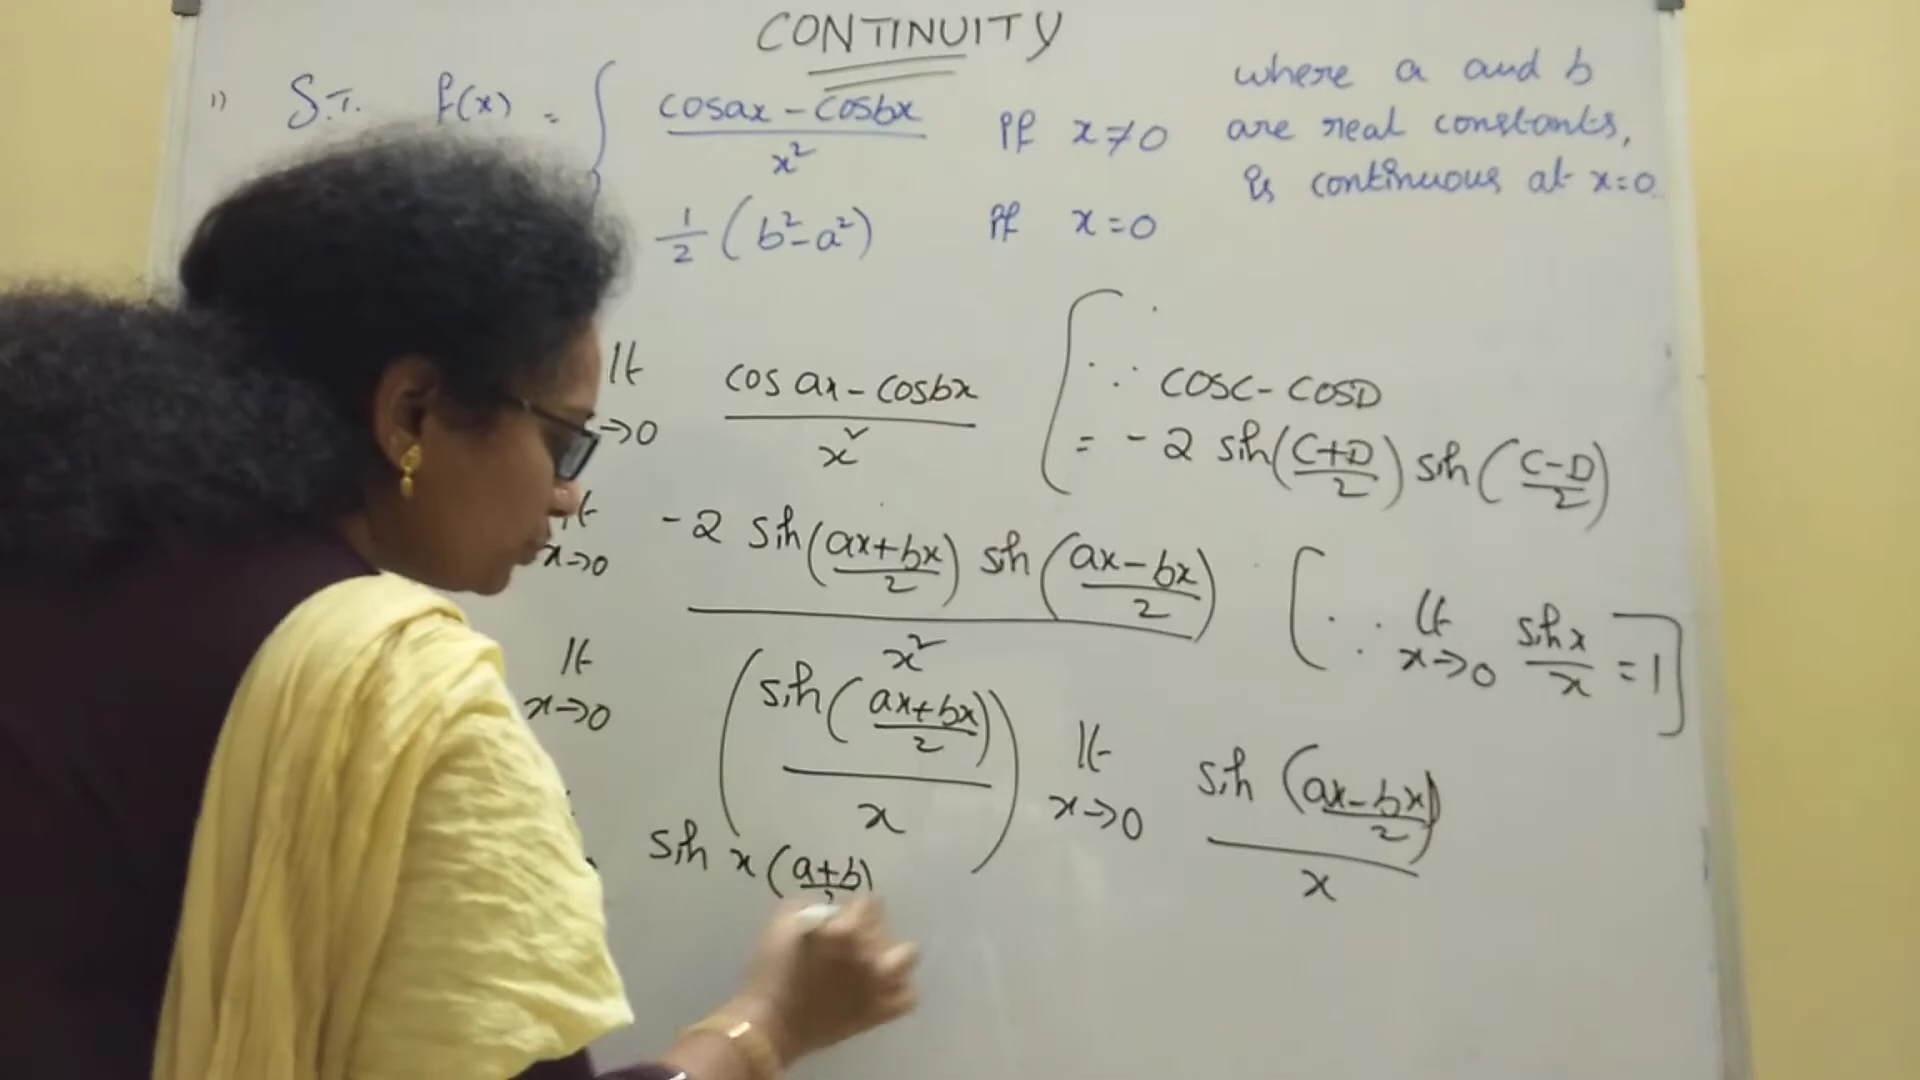 CONTINUITY
1) S.T. f(x) = { cosax - cosbx / x² if x ≠ 0
1/2 (b² - a²) if x = 0
where a and b
are real constants,
is continuous at x=0.
lt x→0 cos ax - cosbx / x²
[∵ cosC - cosD
= -2 sin(C+D / 2) sin(C-D / 2)
lt x→0 -2 sin(ax+bx / 2) sin(ax-bx / 2) / x²
[∵ lt x→0 sin x / x = 1]
lt x→0 (sin(ax+bx / 2) / x) lt x→0 sin(ax-bx / 2) / x
sin x (a+b)